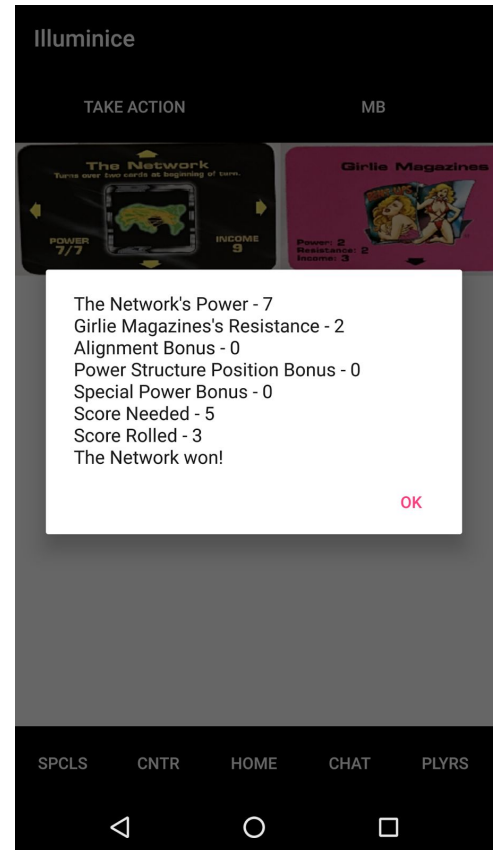 Illuminice
TAKE ACTION MB
The Network
Turns over two cards at beginning of turn.
POWER
7/7
INCOME
9
Girlie Magazines
Power: 2
Resistance: 2
Income: 3
The Network's Power - 7
Girlie Magazines's Resistance - 2
Alignment Bonus - 0
Power Structure Position Bonus - 0
Special Power Bonus - 0
Score Needed - 5
Score Rolled - 3
The Network won!
OK
SPCLS CNTR HOME CHAT PLYRS